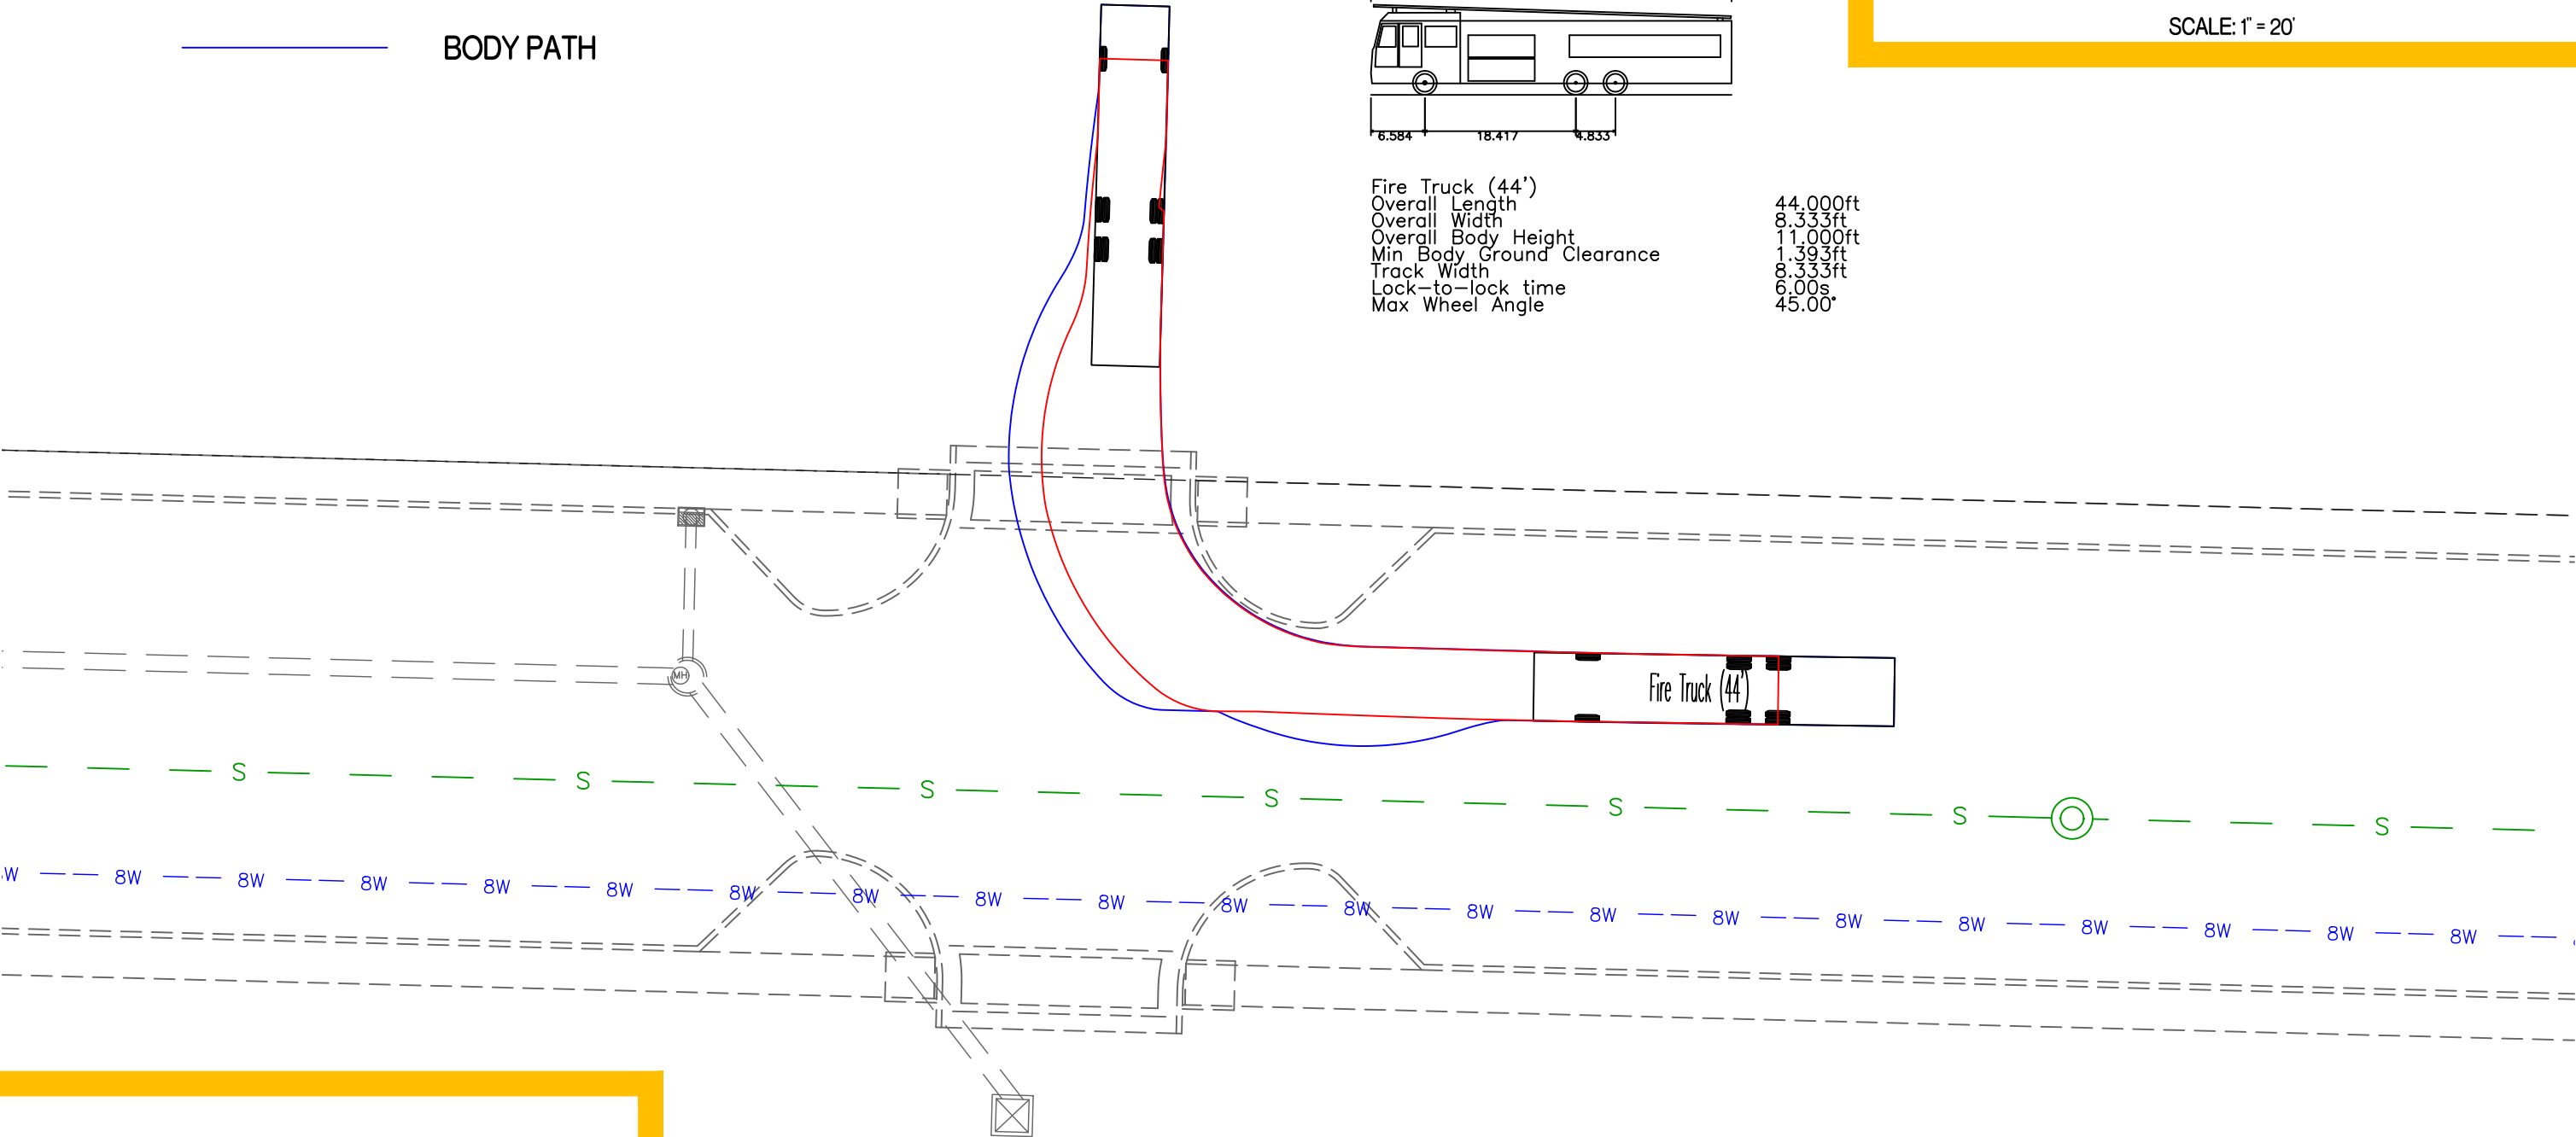 BODY PATH
SCALE: 1" = 20'
6.584 18.417 4.833
Fire Truck (44')
Overall Length 44.000ft
Overall Width 8.333ft
Overall Body Height 11.000ft
Min Body Ground Clearance 1.393ft
Track Width 8.333ft
Lock-to-lock time 6.00s
Max Wheel Angle 45.00°
MH
Fire Truck (44')
S S S S S S S
W 8W 8W 8W 8W 8W 8W 8W 8W 8W 8W 8W 8W 8W 8W 8W 8W 8W 8W 8W 8W